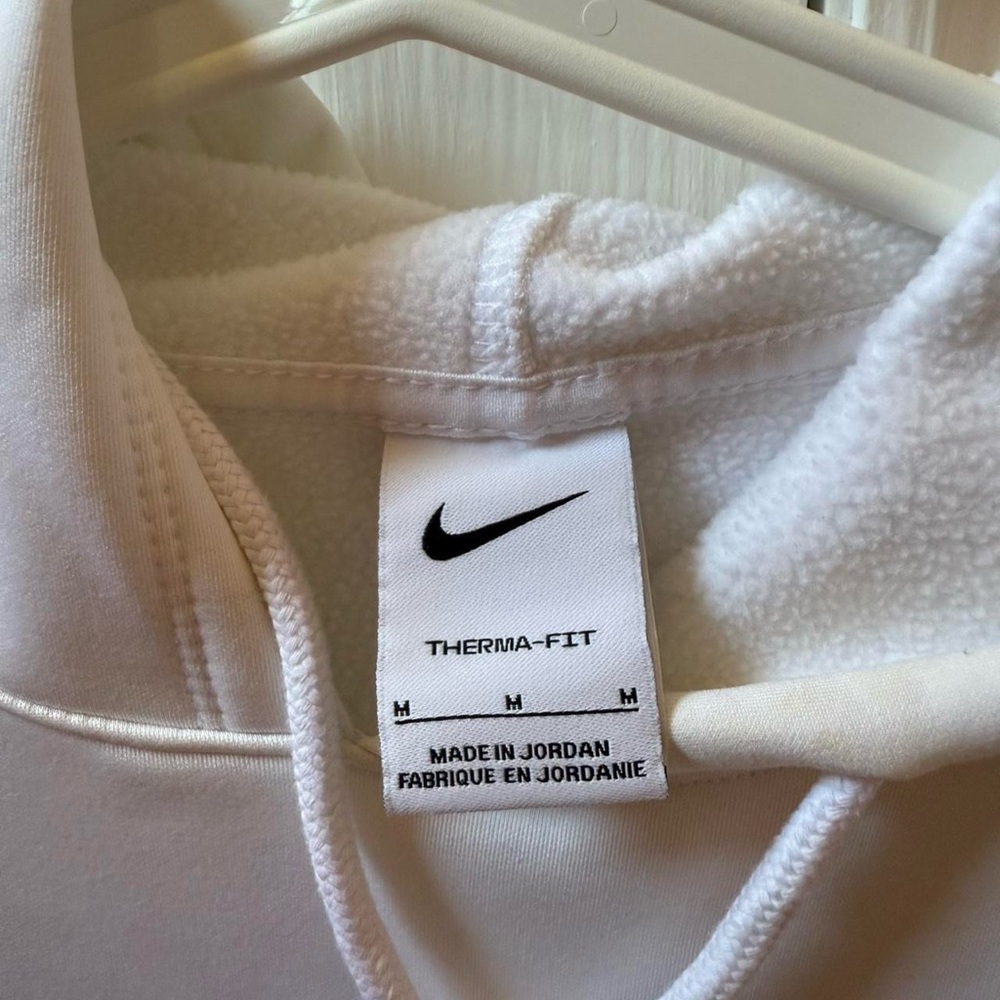 THERMA-FIT
M M M
MADE IN JORDAN
FABRIQUE EN JORDANIE